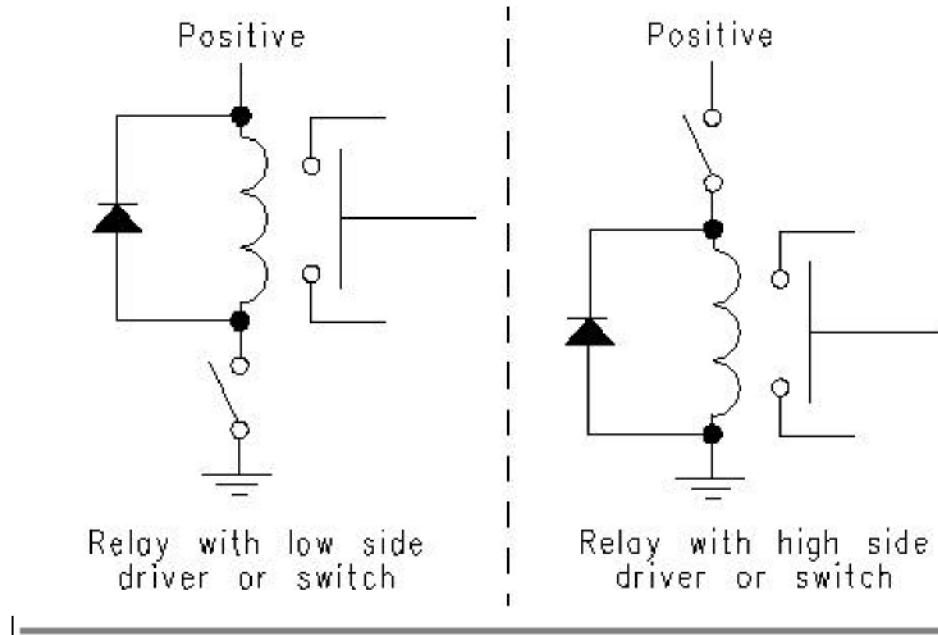 Positive
Positive
Relay with low side
driver or switch
Relay with high side
driver or switch